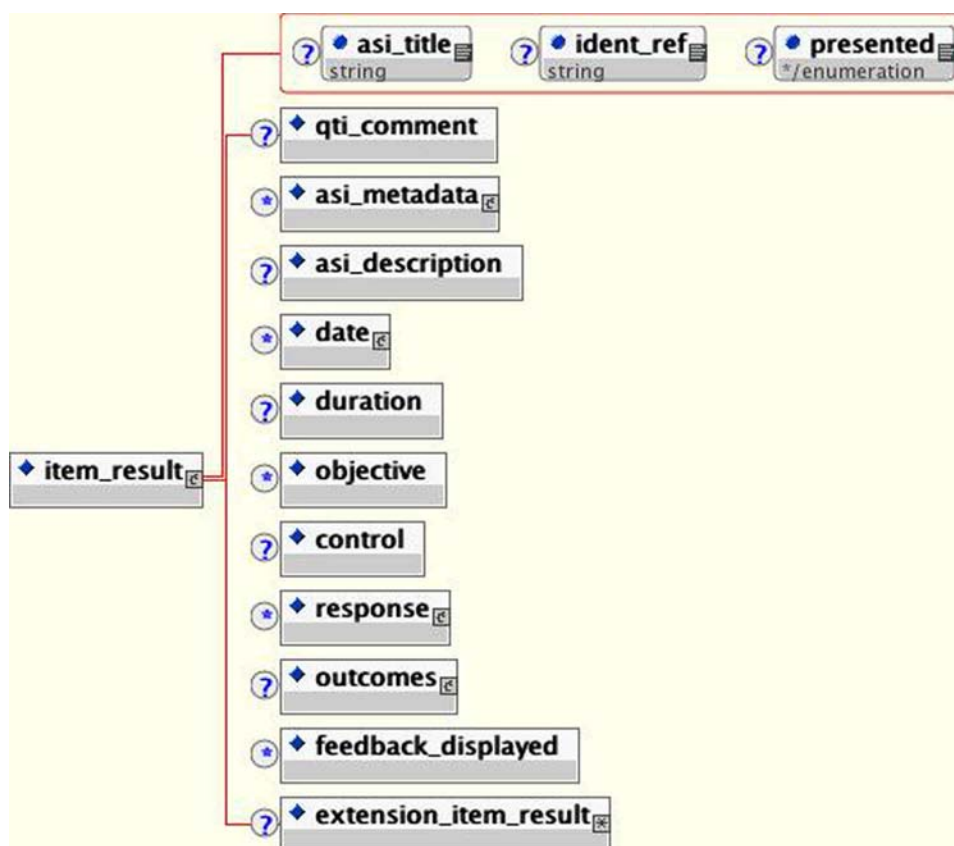 asi_title ident_ref presented
string string */enumeration
? qti_comment
* asi_metadata
? asi_description
* date
? duration
* objective
item_result
? control
* response
? outcomes
* feedback_displayed
? extension_item_result